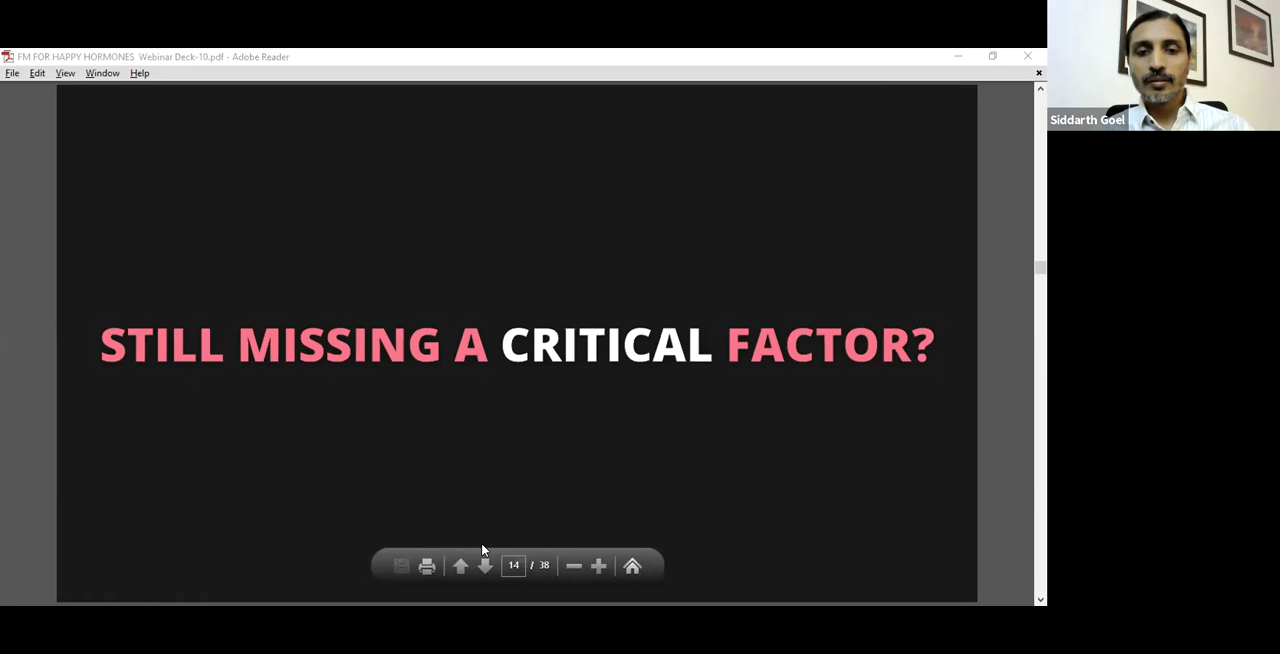 FM FOR HAPPY HORMONES Webinar Deck-10.pdf - Adobe Reader
File Edit View Window Help
Siddarth Goel
STILL MISSING A CRITICAL FACTOR?
14 / 38